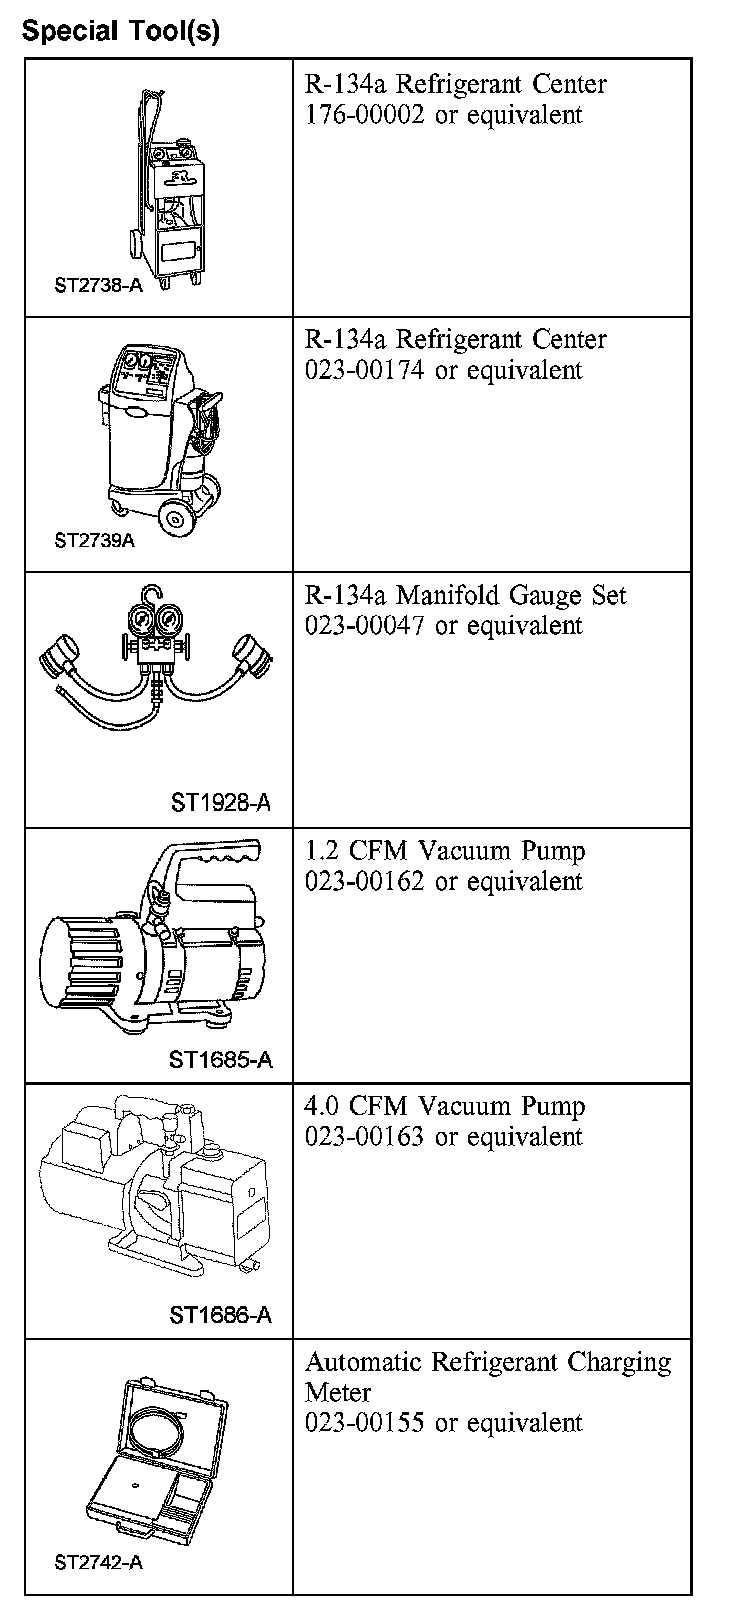 Special Tool(s)
R-134a Refrigerant Center
176-00002 or equivalent
ST2738-A
R-134a Refrigerant Center
023-00174 or equivalent
ST2739A
R-134a Manifold Gauge Set
023-00047 or equivalent
ST1928-A
1.2 CFM Vacuum Pump
023-00162 or equivalent
ST1685-A
4.0 CFM Vacuum Pump
023-00163 or equivalent
ST1686-A
Automatic Refrigerant Charging
Meter
023-00155 or equivalent
ST2742-A